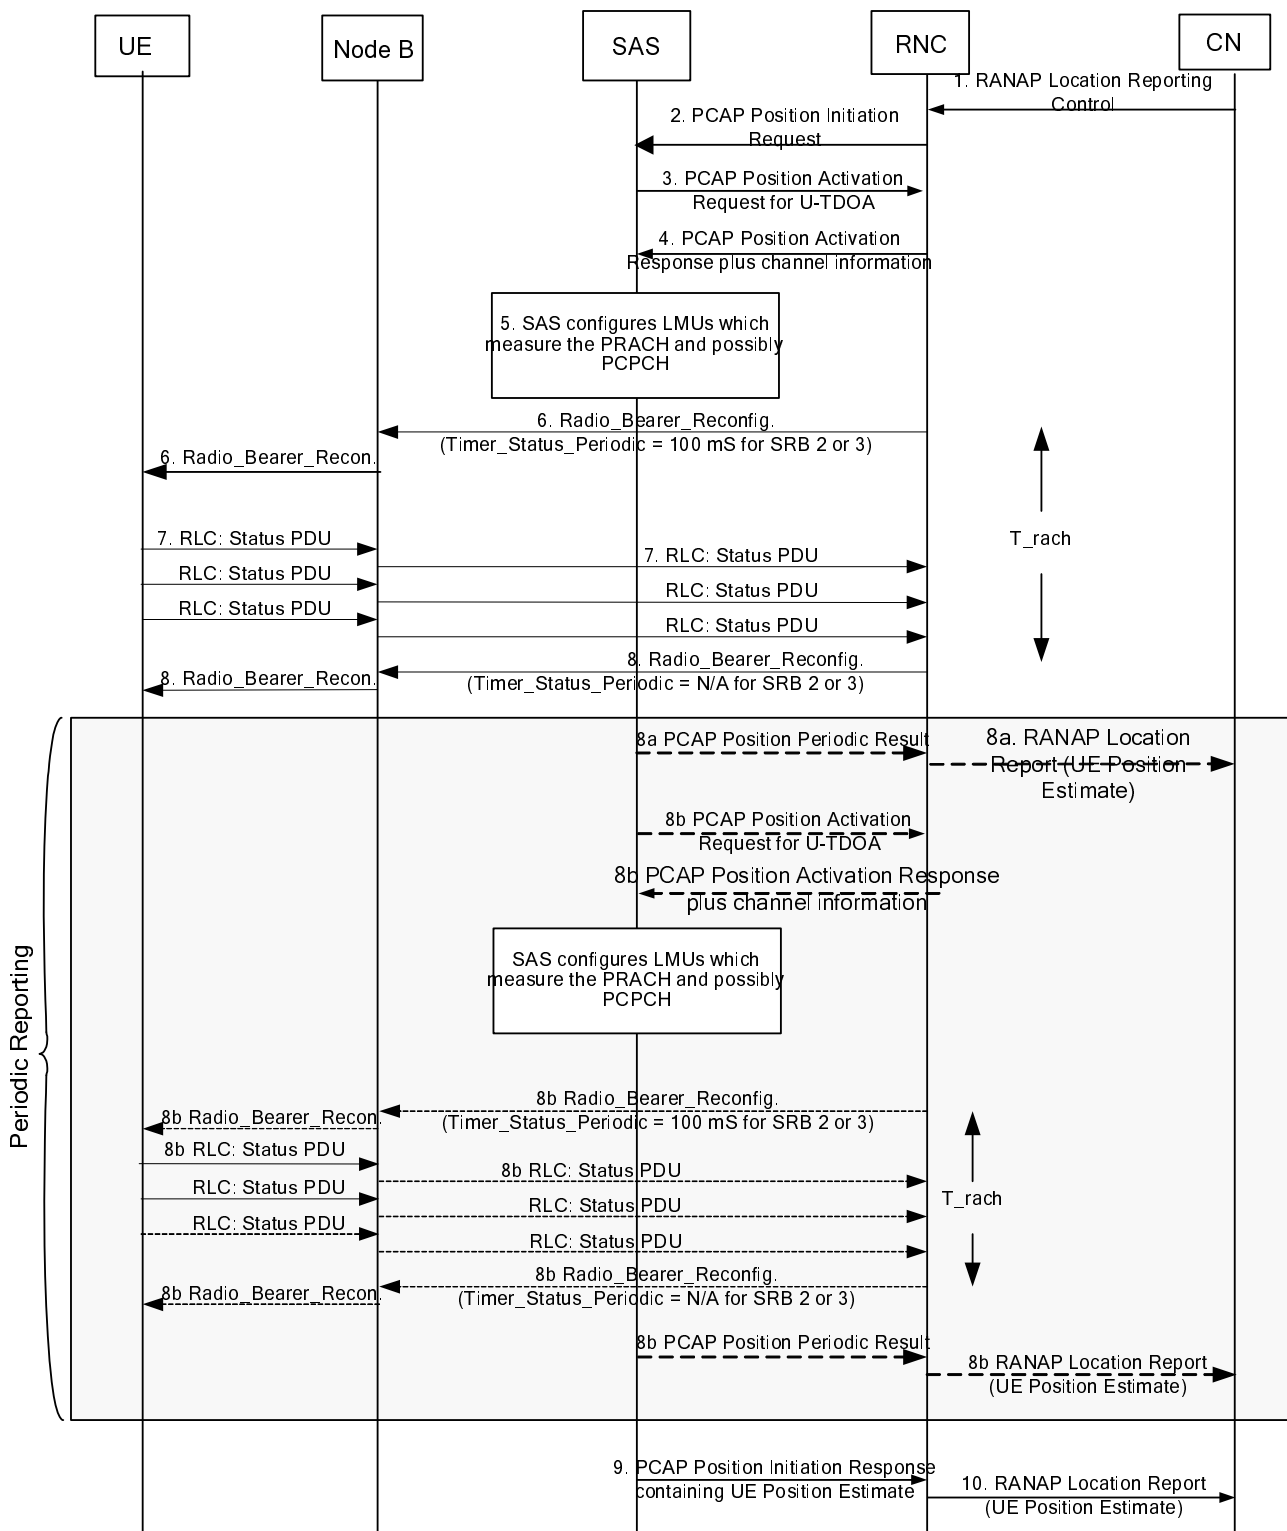 UE
Node B
SAS
RNC
CN
1. RANAP Location Reporting
Control
2. PCAP Position Initiation
Request
3. PCAP Position Activation
Request for U-TDOA
4. PCAP Position Activation
Response plus channel information
5. SAS configures LMUs which
measure the PRACH and possibly
PCPCH
6. Radio_Bearer_Reconfig.
(Timer_Status_Periodic = 100 mS for SRB 2 or 3)
6. Radio_Bearer_Recon.
T_rach
7. RLC: Status PDU
7. RLC: Status PDU
RLC: Status PDU
RLC: Status PDU
RLC: Status PDU
RLC: Status PDU
8. Radio_Bearer_Reconfig.
(Timer_Status_Periodic = N/A for SRB 2 or 3)
8. Radio_Bearer_Recon.
Periodic Reporting
8a PCAP Position Periodic Result
8a. RANAP Location
Report (UE Position
Estimate)
8b PCAP Position Activation
Request for U-TDOA
8b PCAP Position Activation Response
plus channel information
SAS configures LMUs which
measure the PRACH and possibly
PCPCH
8b Radio_Bearer_Reconfig.
(Timer_Status_Periodic = 100 mS for SRB 2 or 3)
8b Radio_Bearer_Recon.
8b RLC: Status PDU
8b RLC: Status PDU
RLC: Status PDU
RLC: Status PDU
T_rach
RLC: Status PDU
RLC: Status PDU
8b Radio_Bearer_Reconfig.
(Timer_Status_Periodic = N/A for SRB 2 or 3)
8b Radio_Bearer_Recon.
8b PCAP Position Periodic Result
8b RANAP Location Report
(UE Position Estimate)
9. PCAP Position Initiation Response
containing UE Position Estimate
10. RANAP Location Report
(UE Position Estimate)